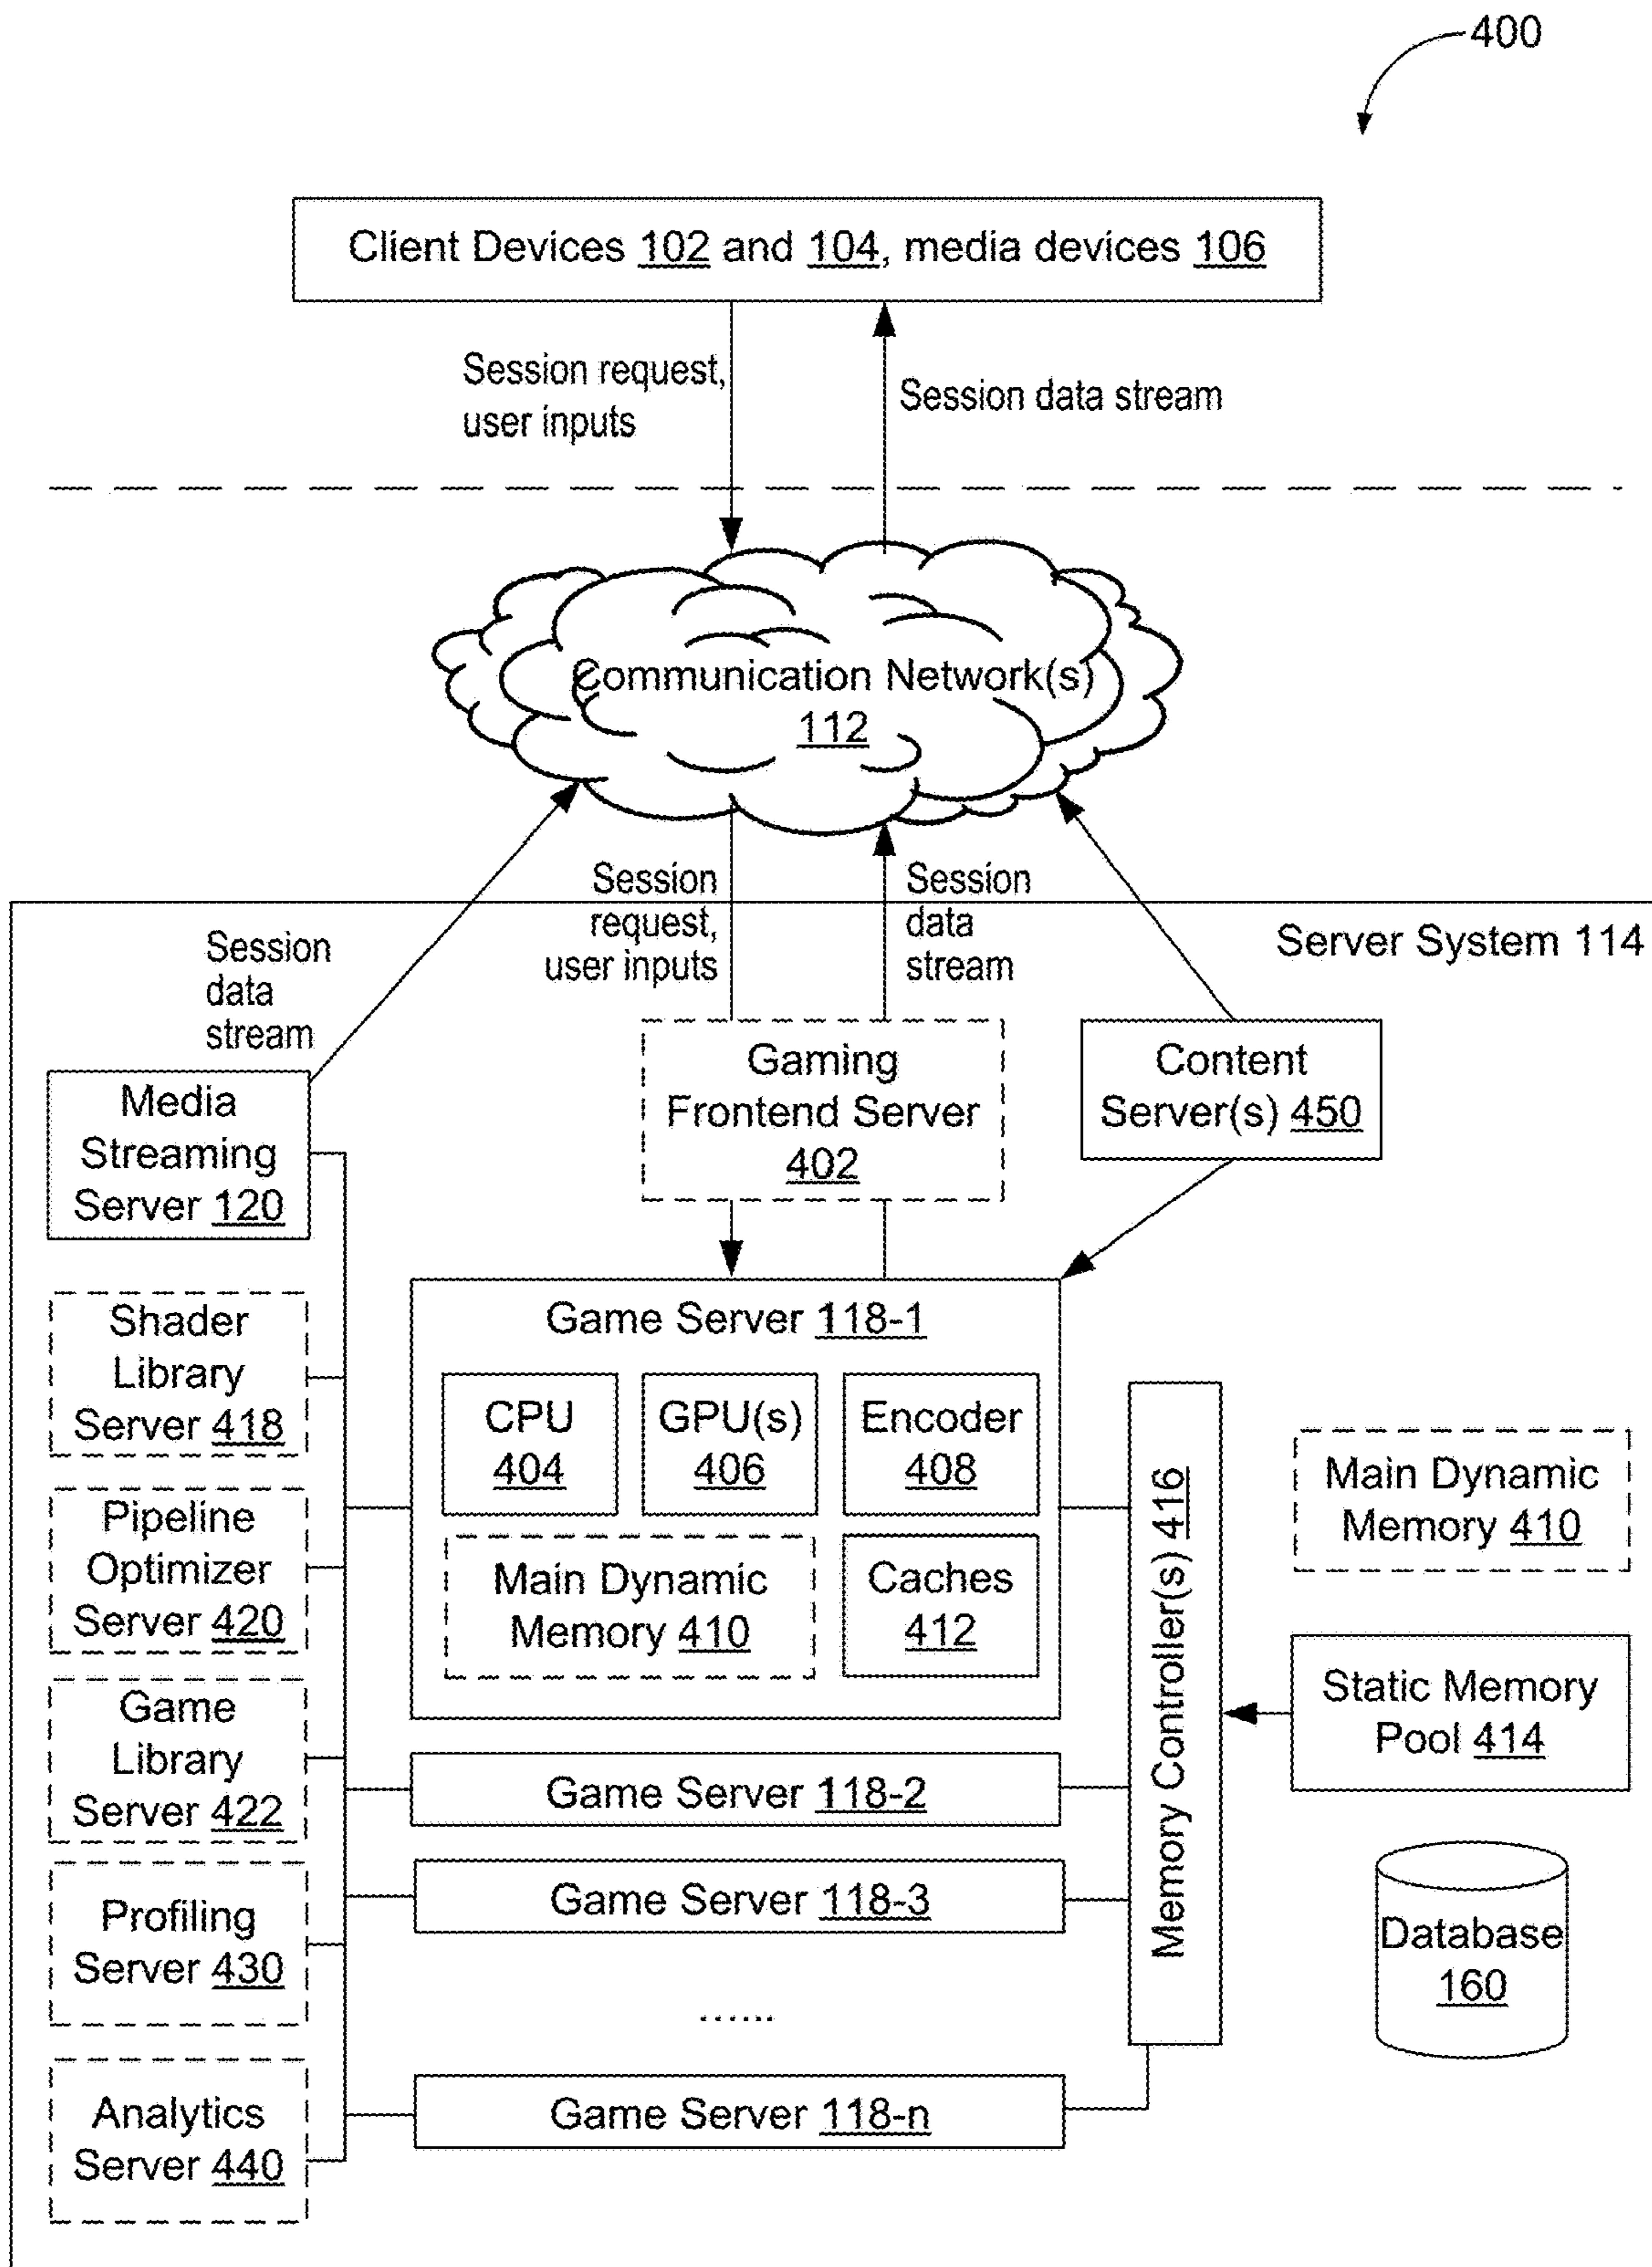 400
Client Devices 102 and 104, media devices 106
Session request,
user inputs
Session data stream
Communication Network(s)
112
Session
request,
user inputs
Session
data
stream
Server System 114
Session
data
stream
Gaming
Frontend Server
402
Content
Server(s) 450
Media
Streaming
Server 120
Shader
Library
Server 418
Pipeline
Optimizer
Server 420
Game
Library
Server 422
Profiling
Server 430
Analytics
Server 440
Game Server 118-1
CPU
404
GPU(s)
406
Encoder
408
Main Dynamic
Memory 410
Caches
412
Game Server 118-2
Game Server 118-3
......
Game Server 118-n
Memory Controller(s) 416
Main Dynamic
Memory 410
Static Memory
Pool 414
Database
160